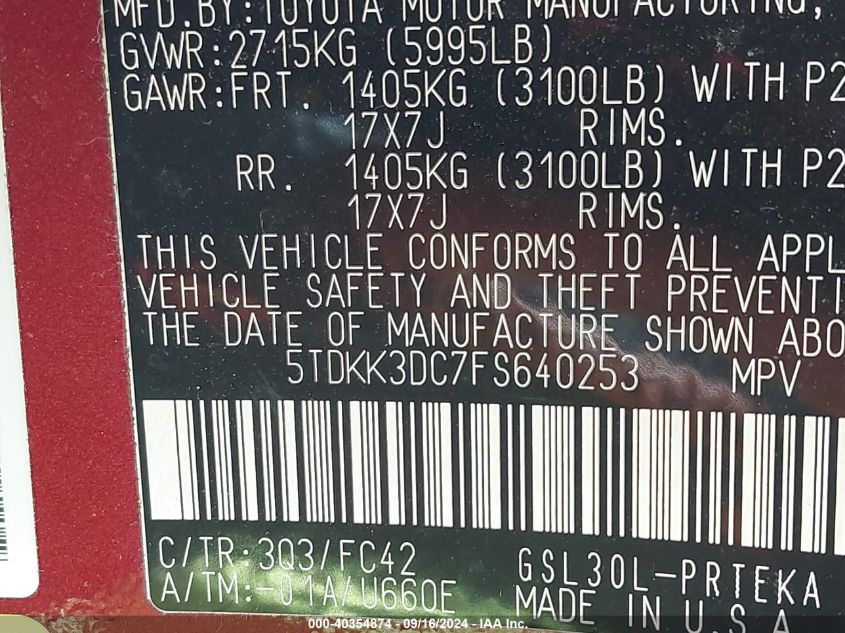 MFD.BY:TOYOTA MOTOR MANUFACTURING,
GVWR:2715KG (5995LB)
GAWR:FRT. 1405KG (3100LB) WITH P2
17X7J RIMS.
RR. 1405KG (3100LB) WITH P2
17X7J RIMS.
THIS VEHICLE CONFORMS TO ALL APPL
VEHICLE SAFETY AND THEFT PREVENTI
THE DATE OF MANUFACTURE SHOWN ABO
5TDKK3DC7FS640253 MPV
C/TR:3Q3/FC42 GSL30L-PRTEKA
A/TM:-01A/U660E MADE IN U.S.A
000-40354874 - 09/16/2024 - IAA Inc.